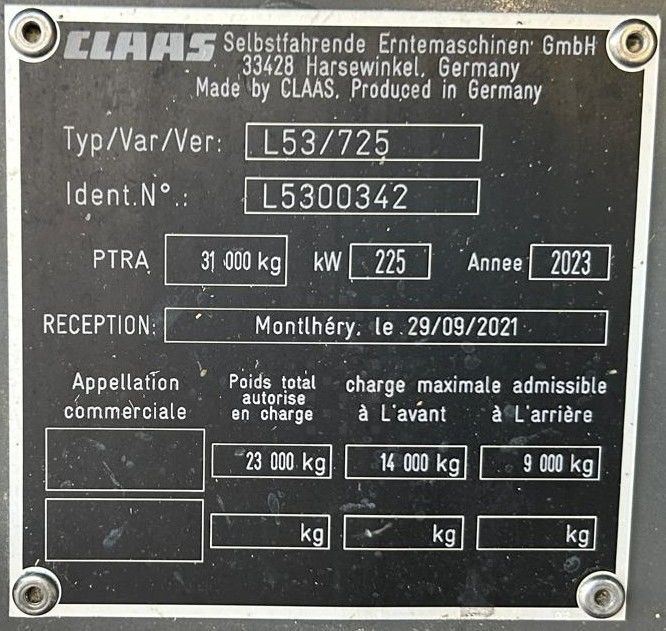 CLAAS Selbstfahrende Erntemaschinen GmbH
33428 Harsewinkel, Germany
Made by CLAAS, Produced in Germany
Typ/Var/Ver: L53/725
Ident.N°.: L5300342
PTRA 31 000 kg kW 225 Annee 2023
RECEPTION: Montlhéry, le 29/09/2021
Appellation commerciale
Poids total autorise en charge
charge maximale admissible
à L'avant à L'arrière
23 000 kg 14 000 kg 9 000 kg
kg kg kg